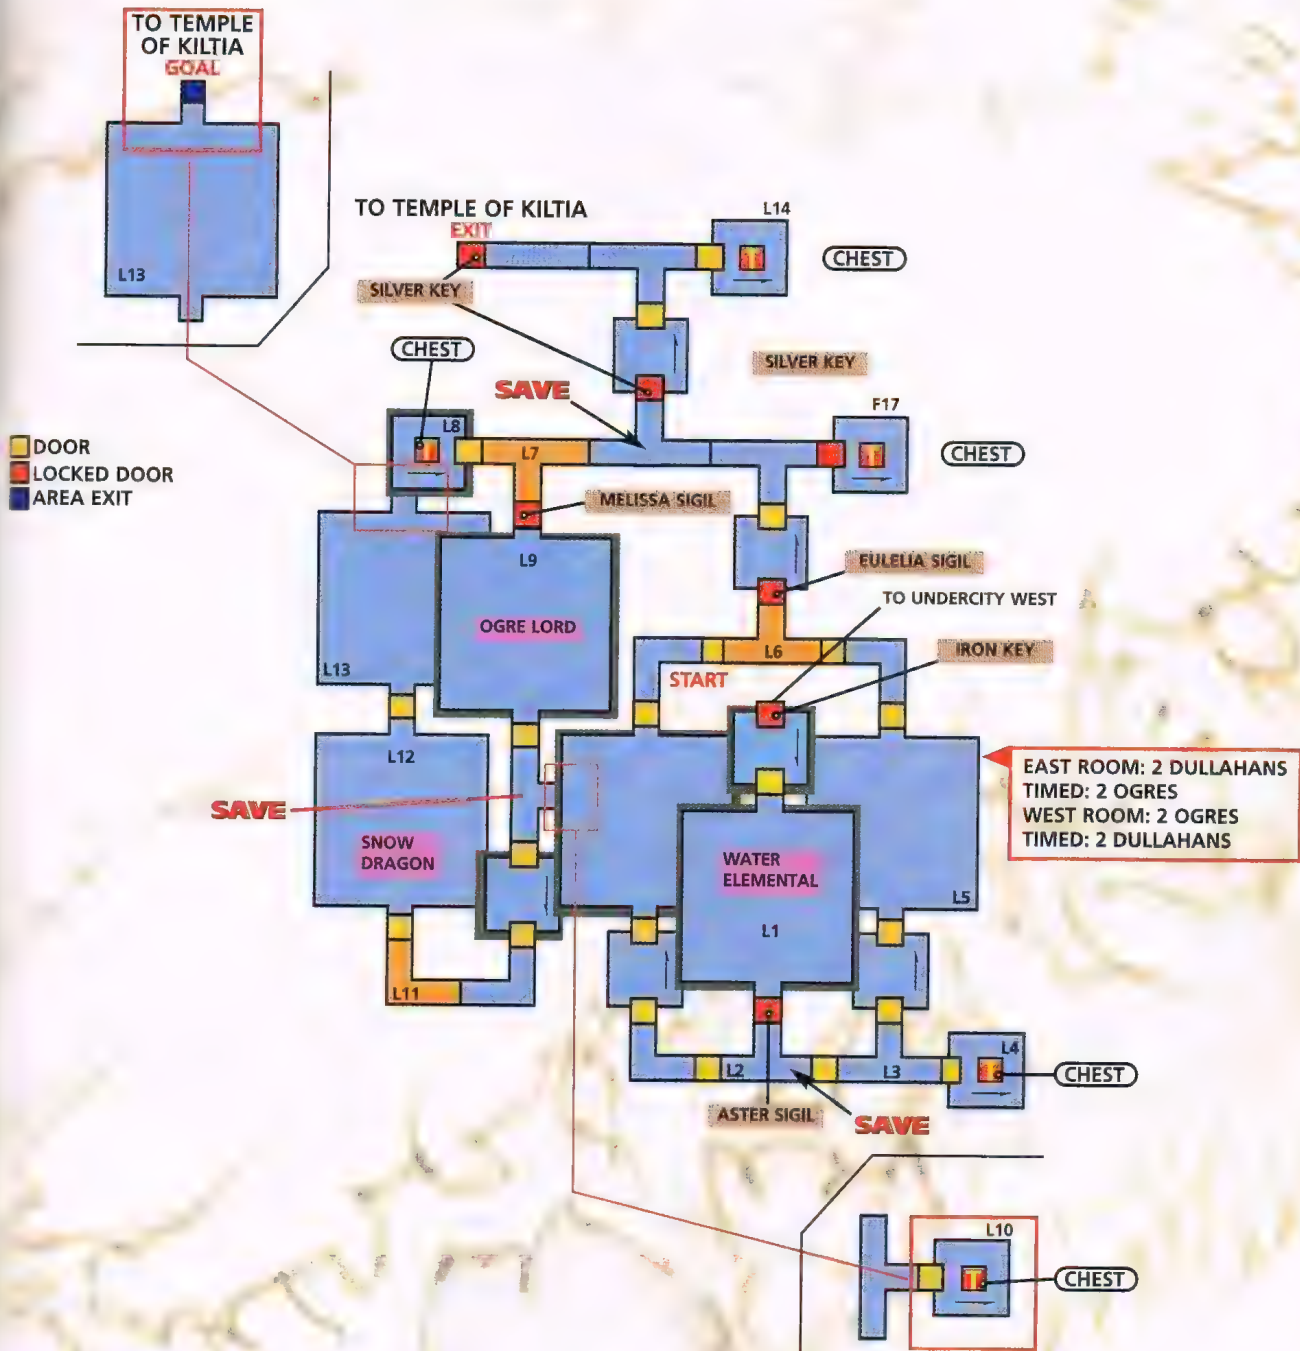 TO TEMPLE
OF KILTIA
GOAL
L13
TO TEMPLE OF KILTIA
EXIT
L14
CHEST
SILVER KEY
CHEST
SILVER KEY
SAVE
F17
L8
DOOR
LOCKED DOOR
AREA EXIT
L7
CHEST
MELISSA SIGIL
L9
EULELIA SIGIL
TO UNDERCITY WEST
OGRE LORD
L6
IRON KEY
L13
START
L12
EAST ROOM: 2 DULLAHANS
TIMED: 2 OGRES
WEST ROOM: 2 OGRES
TIMED: 2 DULLAHANS
SAVE
SNOW
DRAGON
WATER
ELEMENTAL
L5
L1
L11
L4
L2
L3
CHEST
ASTER SIGIL
SAVE
L10
CHEST